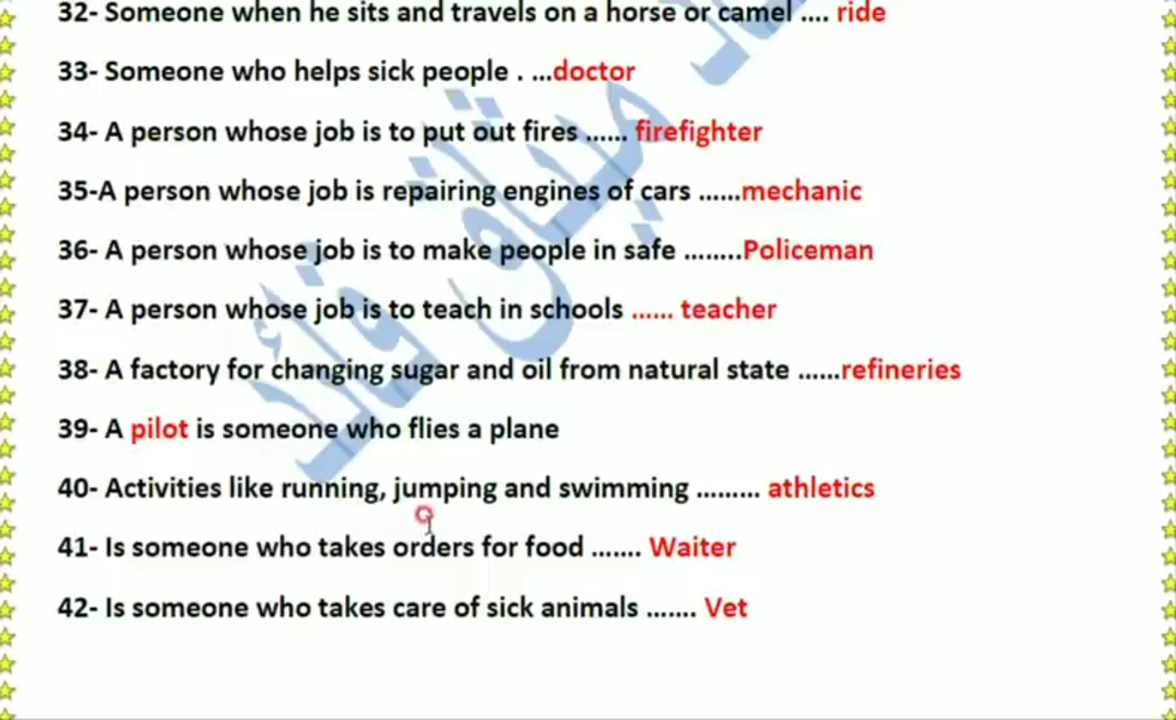 32- Someone when he sits and travels on a horse or camel .... ride
33- Someone who helps sick people . ...doctor
34- A person whose job is to put out fires ...... firefighter
35-A person whose job is repairing engines of cars ......mechanic
36- A person whose job is to make people in safe ........Policeman
37- A person whose job is to teach in schools ...... teacher
38- A factory for changing sugar and oil from natural state ......refineries
39- A pilot is someone who flies a plane
40- Activities like running, jumping and swimming ......... athletics
41- Is someone who takes orders for food ....... Waiter
42- Is someone who takes care of sick animals ....... Vet